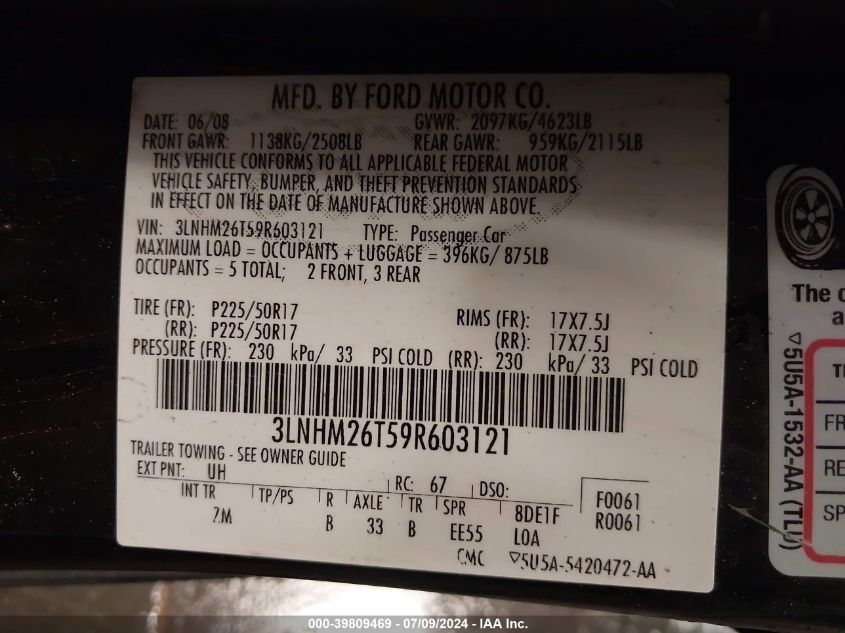 MFD. BY FORD MOTOR CO.
DATE: 06/08 GVWR: 2097KG/4623LB
FRONT GAWR: 1138KG/2508LB REAR GAWR: 959KG/2115LB
THIS VEHICLE CONFORMS TO ALL APPLICABLE FEDERAL MOTOR
VEHICLE SAFETY, BUMPER, AND THEFT PREVENTION STANDARDS
IN EFFECT ON THE DATE OF MANUFACTURE SHOWN ABOVE.
VIN: 3LNHM26T59R603121 TYPE: Passenger Car
MAXIMUM LOAD = OCCUPANTS + LUGGAGE = 396KG/ 875LB
OCCUPANTS = 5 TOTAL; 2 FRONT, 3 REAR
TIRE (FR): P225/50R17 RIMS (FR): 17X7.5J
(RR): P225/50R17 (RR): 17X7.5J
PRESSURE (FR): 230 kPa/ 33 PSI COLD (RR): 230 kPa/ 33 PSI COLD
3LNHM26T59R603121
TRAILER TOWING - SEE OWNER GUIDE
EXT PNT: UH RC: 67 DSO: F0061
INT TR TP/PS R AXLE TR SPR 8DE1F R0061
ZM B 33 B EE55 LOA
CMC ▽5U5A-5420472-AA
The
a
▽5U5A-1532-AA (TLU)
FR
RE
SP
000-39809469 - 07/09/2024 - IAA Inc.